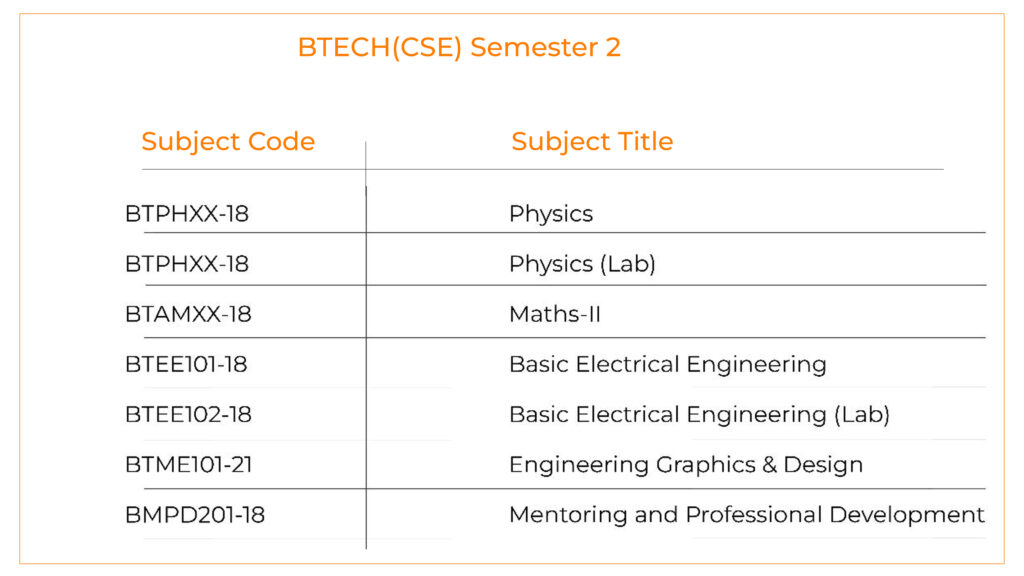 BTECH(CSE) Semester 2
Subject Code Subject Title
BTPHXX-18 Physics
BTPHXX-18 Physics (Lab)
BTAMXX-18 Maths-II
BTEE101-18 Basic Electrical Engineering
BTEE102-18 Basic Electrical Engineering (Lab)
BTME101-21 Engineering Graphics & Design
BMPD201-18 Mentoring and Professional Development